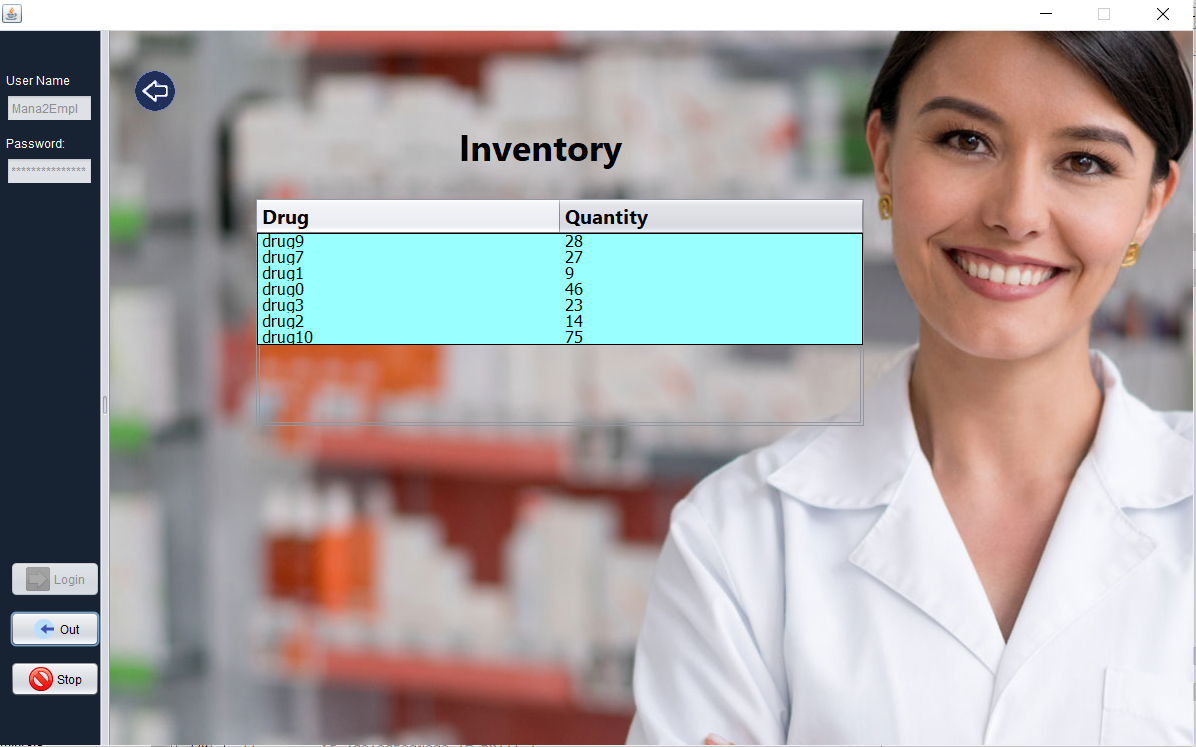 User Name
Mana2Empl
Password:
***************
Inventory
Drug Quantity
drug9 28
drug7 27
drug1 9
drug0 46
drug3 23
drug2 14
drug10 75
Login
Out
Stop